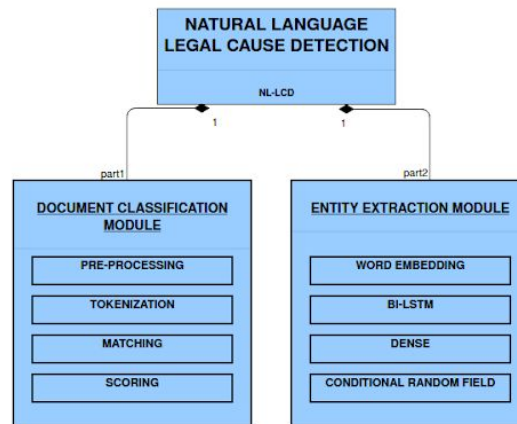 NATURAL LANGUAGE
LEGAL CAUSE DETECTION
NL-LCD
1
1
part1
part2
DOCUMENT CLASSIFICATION
MODULE
PRE-PROCESSING
TOKENIZATION
MATCHING
SCORING
ENTITY EXTRACTION MODULE
WORD EMBEDDING
BI-LSTM
DENSE
CONDITIONAL RANDOM FIELD